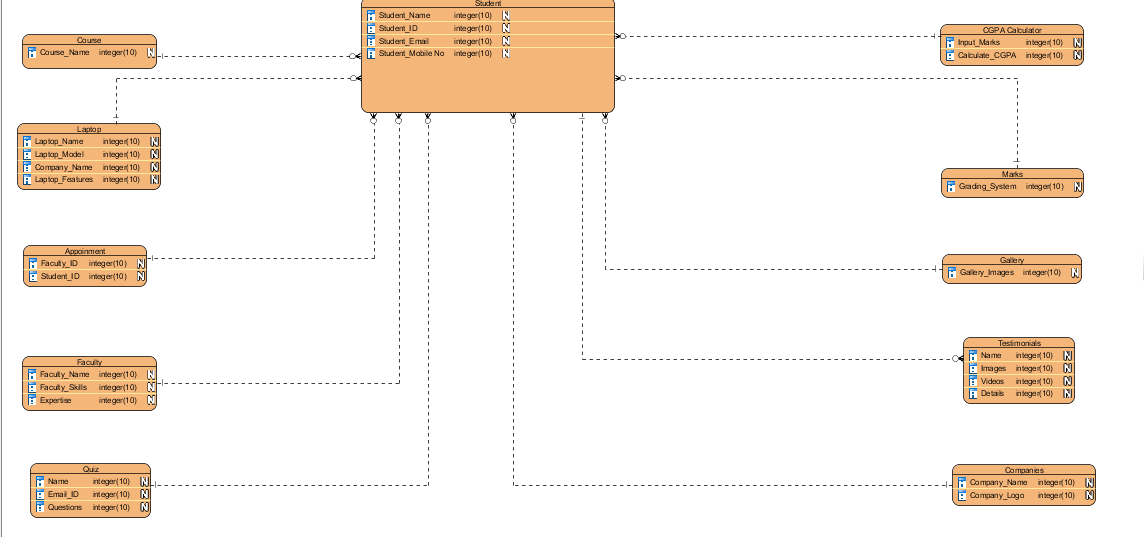 Student
Student_Name integer(10) N
Student_ID integer(10) N
Student_Email integer(10) N
Student_Mobile No integer(10) N
Course
Course_Name integer(10) N
Laptop
Laptop_Name integer(10) N
Laptop_Model integer(10) N
Company_Name integer(10) N
Laptop_Features integer(10) N
Appoinment
Faculty_ID integer(10) N
Student_ID integer(10) N
Faculty
Faculty_Name integer(10) N
Faculty_Skills integer(10) N
Expertise integer(10) N
Quiz
Name integer(10) N
Email_ID integer(10) N
Questions integer(10) N
CGPA Calculator
Input_Marks integer(10) N
Calculate_CGPA integer(10) N
Marks
Grading_System integer(10) N
Gallery
Gallery_Images integer(10) N
Testimonials
Name integer(10) N
Images integer(10) N
Videos integer(10) N
Details integer(10) N
Companies
Company_Name integer(10) N
Company_Logo integer(10) N